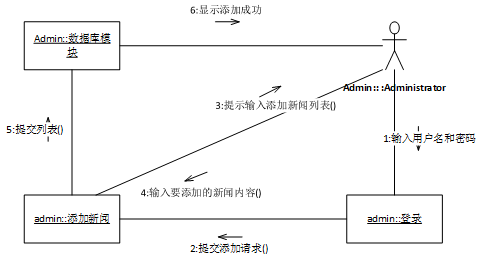 6:显示添加成功
Admin::数据库模
块
Admin:::Administrator
3:提示输入添加新闻列表()
5:提交列表()
1:输入用户名和密码
4:输入要添加的新闻内容()
admin::添加新闻
admin::登录
2:提交添加请求()